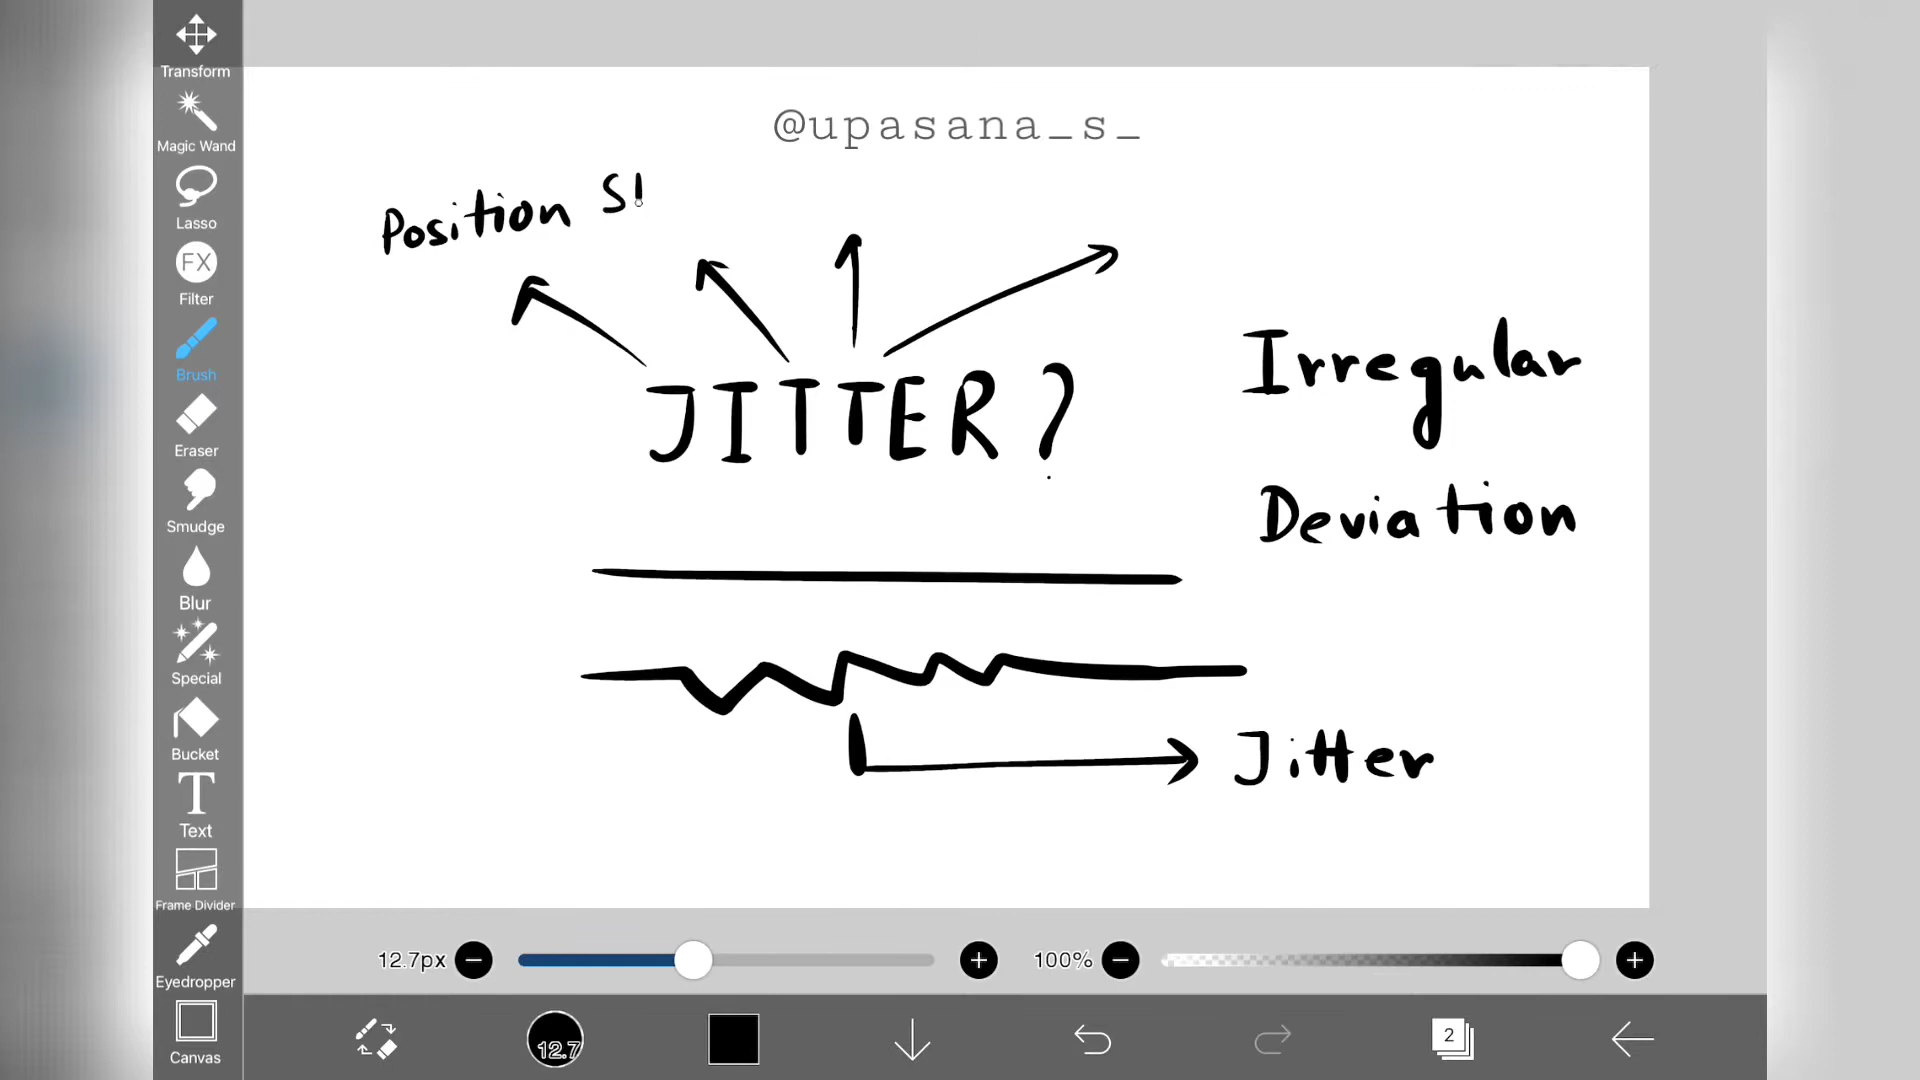 Transform
Magic Wand
Lasso
FX
Filter
Brush
Eraser
Smudge
Blur
Special
Bucket
T
Text
Frame Divider
Eyedropper
Canvas
@upasana_s_
Position
JITTER?
Irregular
Deviation
Jitter
12.7px
100%
12.7
2